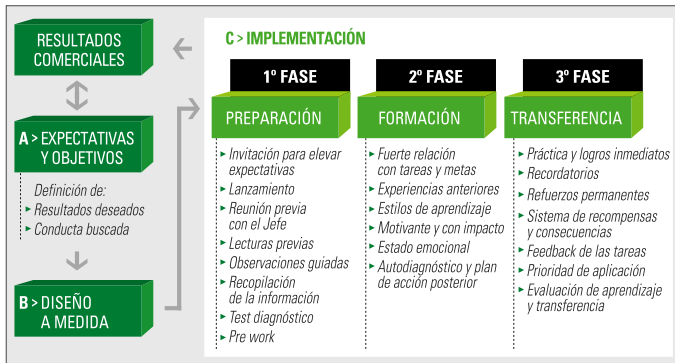 RESULTADOS
COMERCIALES
A > EXPECTATIVAS
Y OBJETIVOS
Definición de:
Resultados deseados
Conducta buscada
B > DISEÑO
A MEDIDA
C > IMPLEMENTACIÓN
1º FASE
PREPARACIÓN
Invitación para elevar
expectativas
Lanzamiento
Reunión previa
con el Jefe
Lecturas previas
Observaciones guiadas
Recopilación
de la información
Test diagnóstico
Pre work
2º FASE
FORMACIÓN
Fuerte relación
con tareas y metas
Experiencias anteriores
Estilos de aprendizaje
Motivante y con impacto
Estado emocional
Autodiagnóstico y plan
de acción posterior
3º FASE
TRANSFERENCIA
Práctica y logros inmediatos
Recordatorios
Refuerzos permanentes
Sistema de recompensas
y consecuencias
Feedback de las tareas
Prioridad de aplicación
Evaluación de aprendizaje
y transferencia